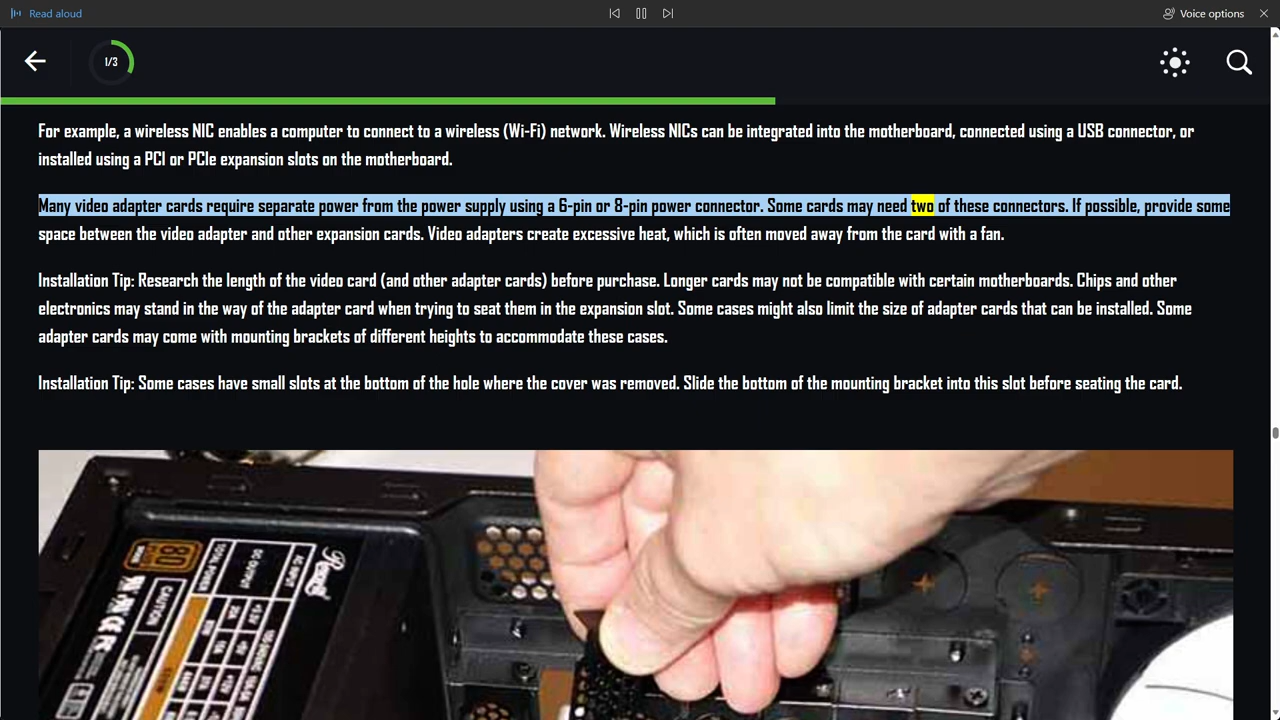 Read aloud
Voice options
1/3
For example, a wireless NIC enables a computer to connect to a wireless (Wi-Fi) network. Wireless NICs can be integrated into the motherboard, connected using a USB connector, or
installed using a PCI or PCIe expansion slots on the motherboard.
Many video adapter cards require separate power from the power supply using a 6-pin or 8-pin power connector. Some cards may need two of these connectors. If possible, provide some
space between the video adapter and other expansion cards. Video adapters create excessive heat, which is often moved away from the card with a fan.
Installation Tip: Research the length of the video card (and other adapter cards) before purchase. Longer cards may not be compatible with certain motherboards. Chips and other
electronics may stand in the way of the adapter card when trying to seat them in the expansion slot. Some cases might also limit the size of adapter cards that can be installed. Some
adapter cards may come with mounting brackets of different heights to accommodate these cases.
Installation Tip: Some cases have small slots at the bottom of the hole where the cover was removed. Slide the bottom of the mounting bracket into this slot before seating the card.
80
AC INPUT
DC OUTPUT
CAUTION